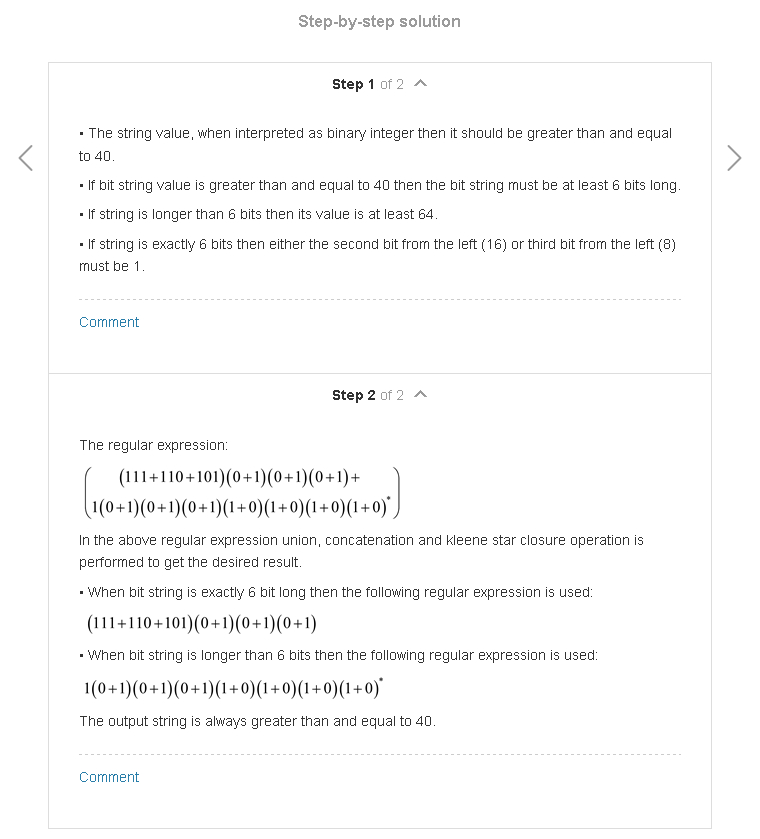 Step-by-step solution
Step 1 of 2
▪ The string value, when interpreted as binary integer then it should be greater than and equal
to 40.
▪ If bit string value is greater than and equal to 40 then the bit string must be at least 6 bits long.
▪ If string is longer than 6 bits then its value is at least 64.
▪ If string is exactly 6 bits then either the second bit from the left (16) or third bit from the left (8)
must be 1.
Comment
Step 2 of 2
The regular expression:
(111+110+101)(0+1)(0+1)(0+1)+
1(0+1)(0+1)(0+1)(1+0)(1+0)(1+0)(1+0)*
In the above regular expression union, concatenation and kleene star closure operation is
performed to get the desired result.
▪ When bit string is exactly 6 bit long then the following regular expression is used:
(111+110+101)(0+1)(0+1)(0+1)
▪ When bit string is longer than 6 bits then the following regular expression is used:
1(0+1)(0+1)(0+1)(1+0)(1+0)(1+0)(1+0)*
The output string is always greater than and equal to 40.
Comment